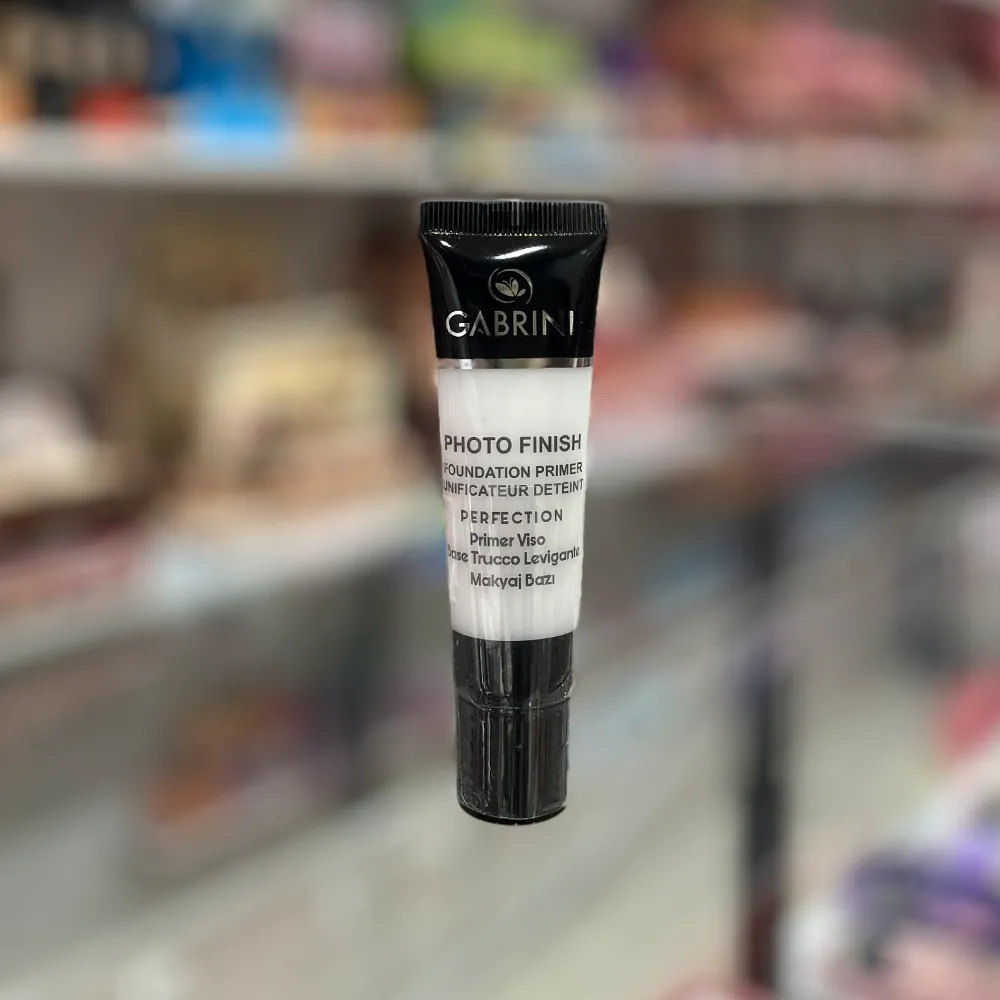 GABRINI
PHOTO FINISH
FOUNDATION PRIMER
UNIFICATEUR DETEINT
PERFECTION
Primer Viso
Base Trucco Levigante
Makyaj Bazı